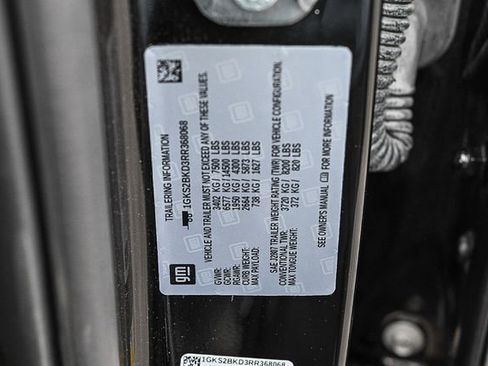 TRAILERING INFORMATION
1GKS2BKD3RR368068
VEHICLE AND TRAILER MUST NOT EXCEED ANY OF THESE VALUES.
GVWR: 3402 KG / 7500 LBS
GCWR: 6577 KG / 14500 LBS
RGAWR: 1950 KG / 4300 LBS
CURB WEIGHT: 2664 KG / 5873 LBS
MAX PAYLOAD: 738 KG / 1627 LBS
SAE J2807 TRAILER WEIGHT RATING (TWR) FOR VEHICLE CONFIGURATION.
CONVENTIONAL TWR: 3720 KG / 8200 LBS
MAX TONGUE WEIGHT: 372 KG / 820 LBS
SEE OWNER'S MANUAL FOR MORE INFORMATION
gm
1GKS2BKD3RR368068